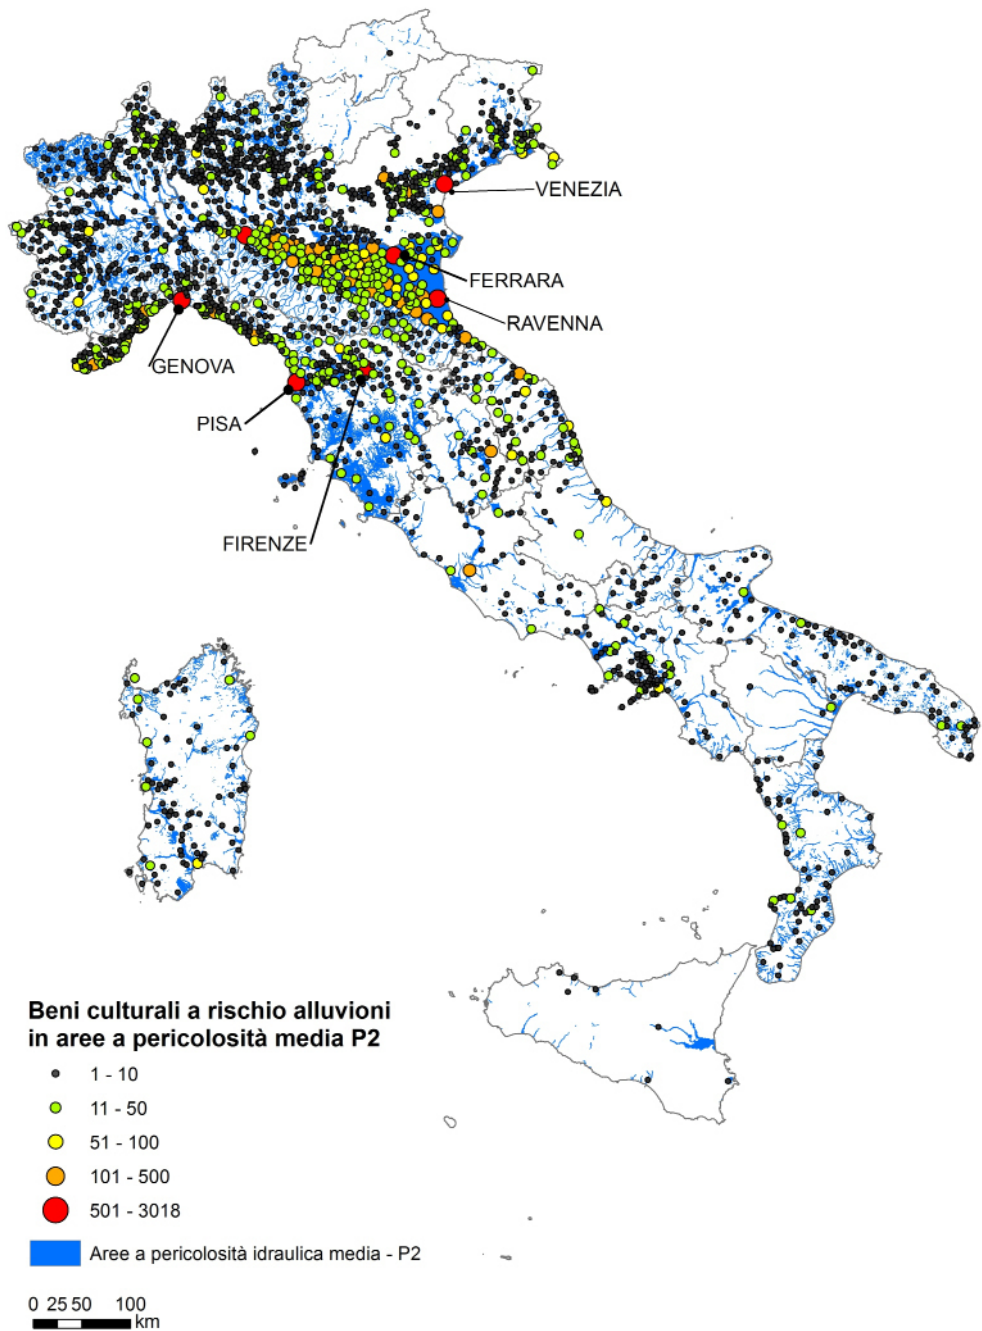 VENEZIA
FERRARA
RAVENNA
GENOVA
PISA
FIRENZE
Beni culturali a rischio alluvioni
in aree a pericolosità media P2
1 - 10
11 - 50
51 - 100
101 - 500
501 - 3018
Aree a pericolosità idraulica media - P2
0 25 50 100
km